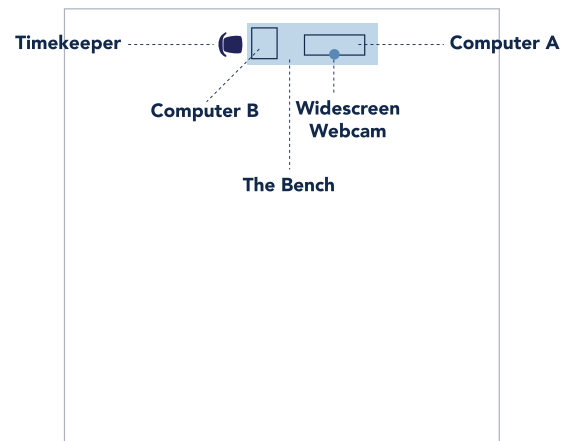 Timekeeper
Computer A
Computer B
Widescreen
Webcam
The Bench